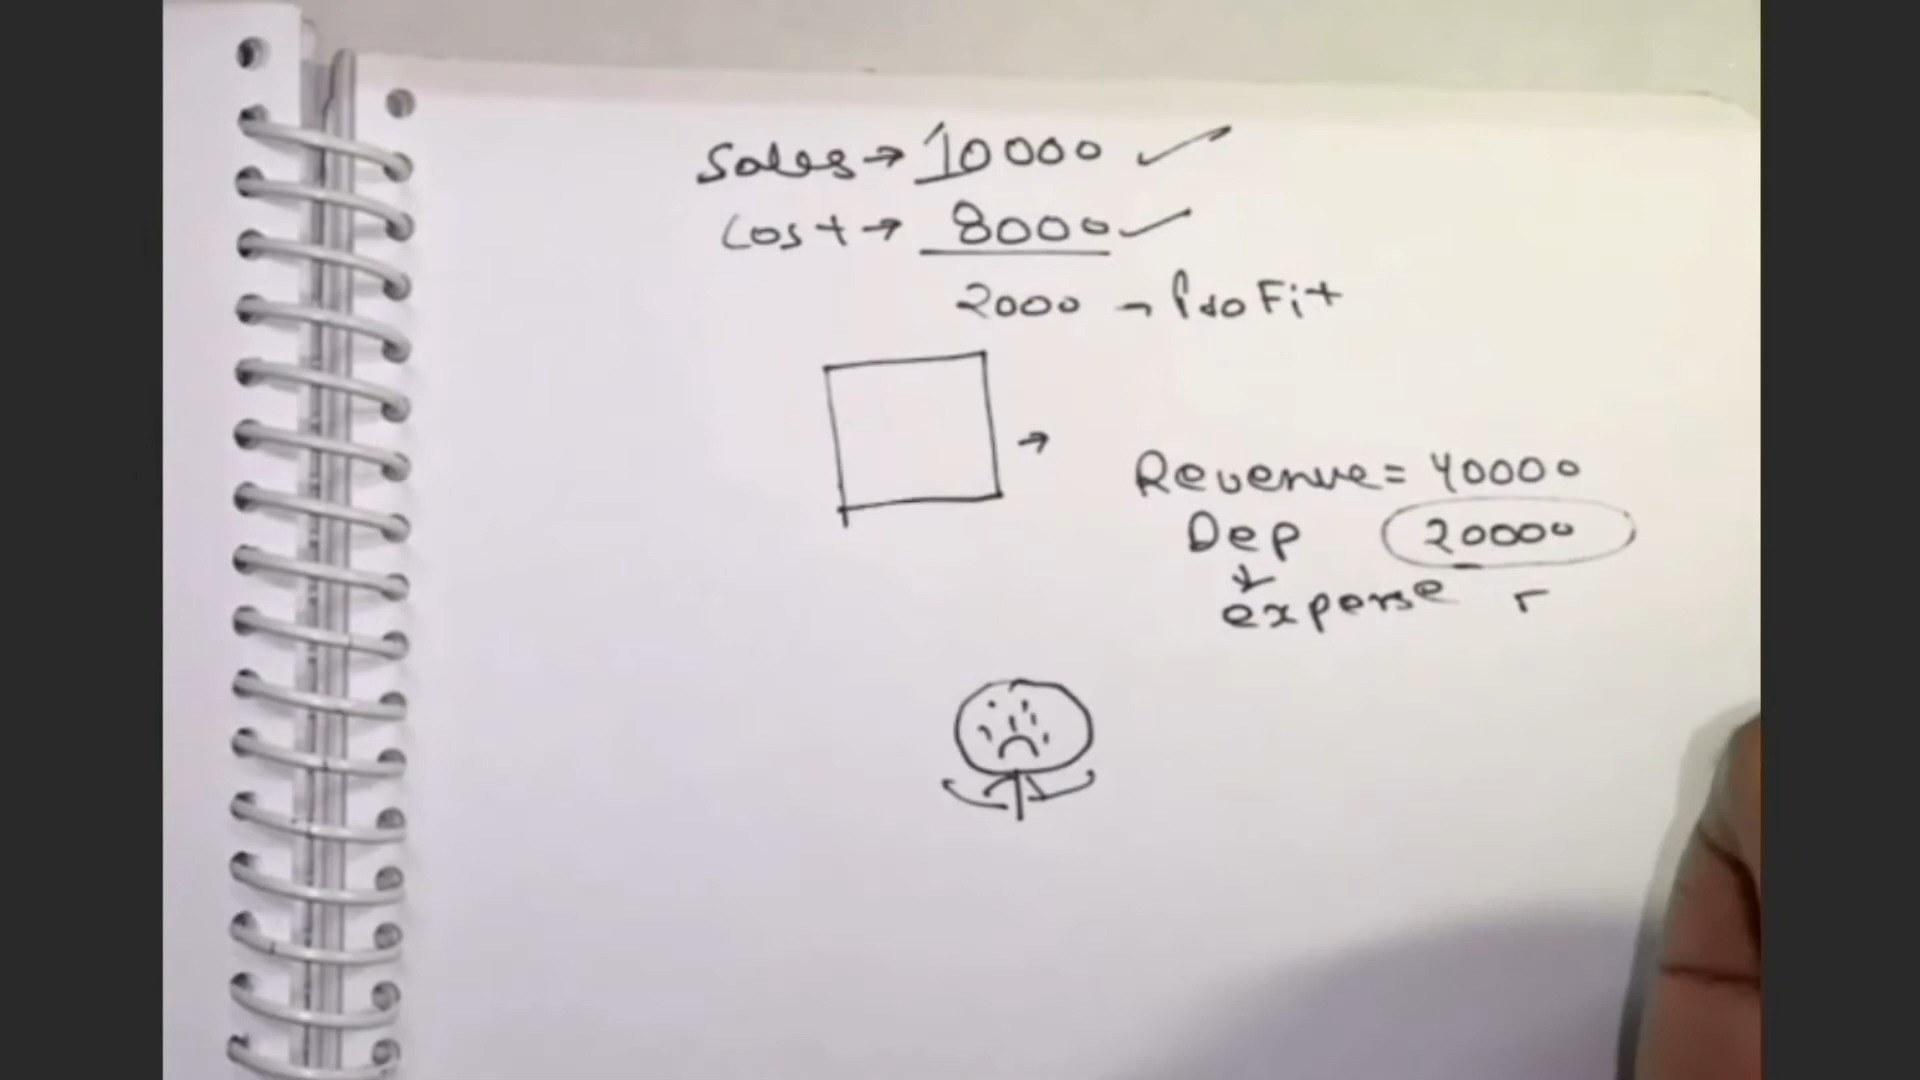 Sales → 10000 ✓
Cost → 8000 ✓
2000 → Profit
→
Revenue = 40000
Dep 20000
↓
expense